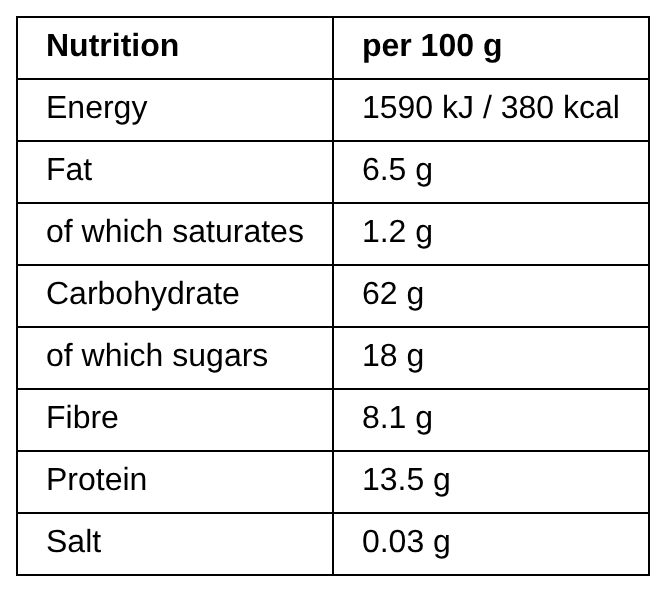 Nutrition per 100 g
Energy 1590 kJ / 380 kcal
Fat 6.5 g
of which saturates 1.2 g
Carbohydrate 62 g
of which sugars 18 g
Fibre 8.1 g
Protein 13.5 g
Salt 0.03 g